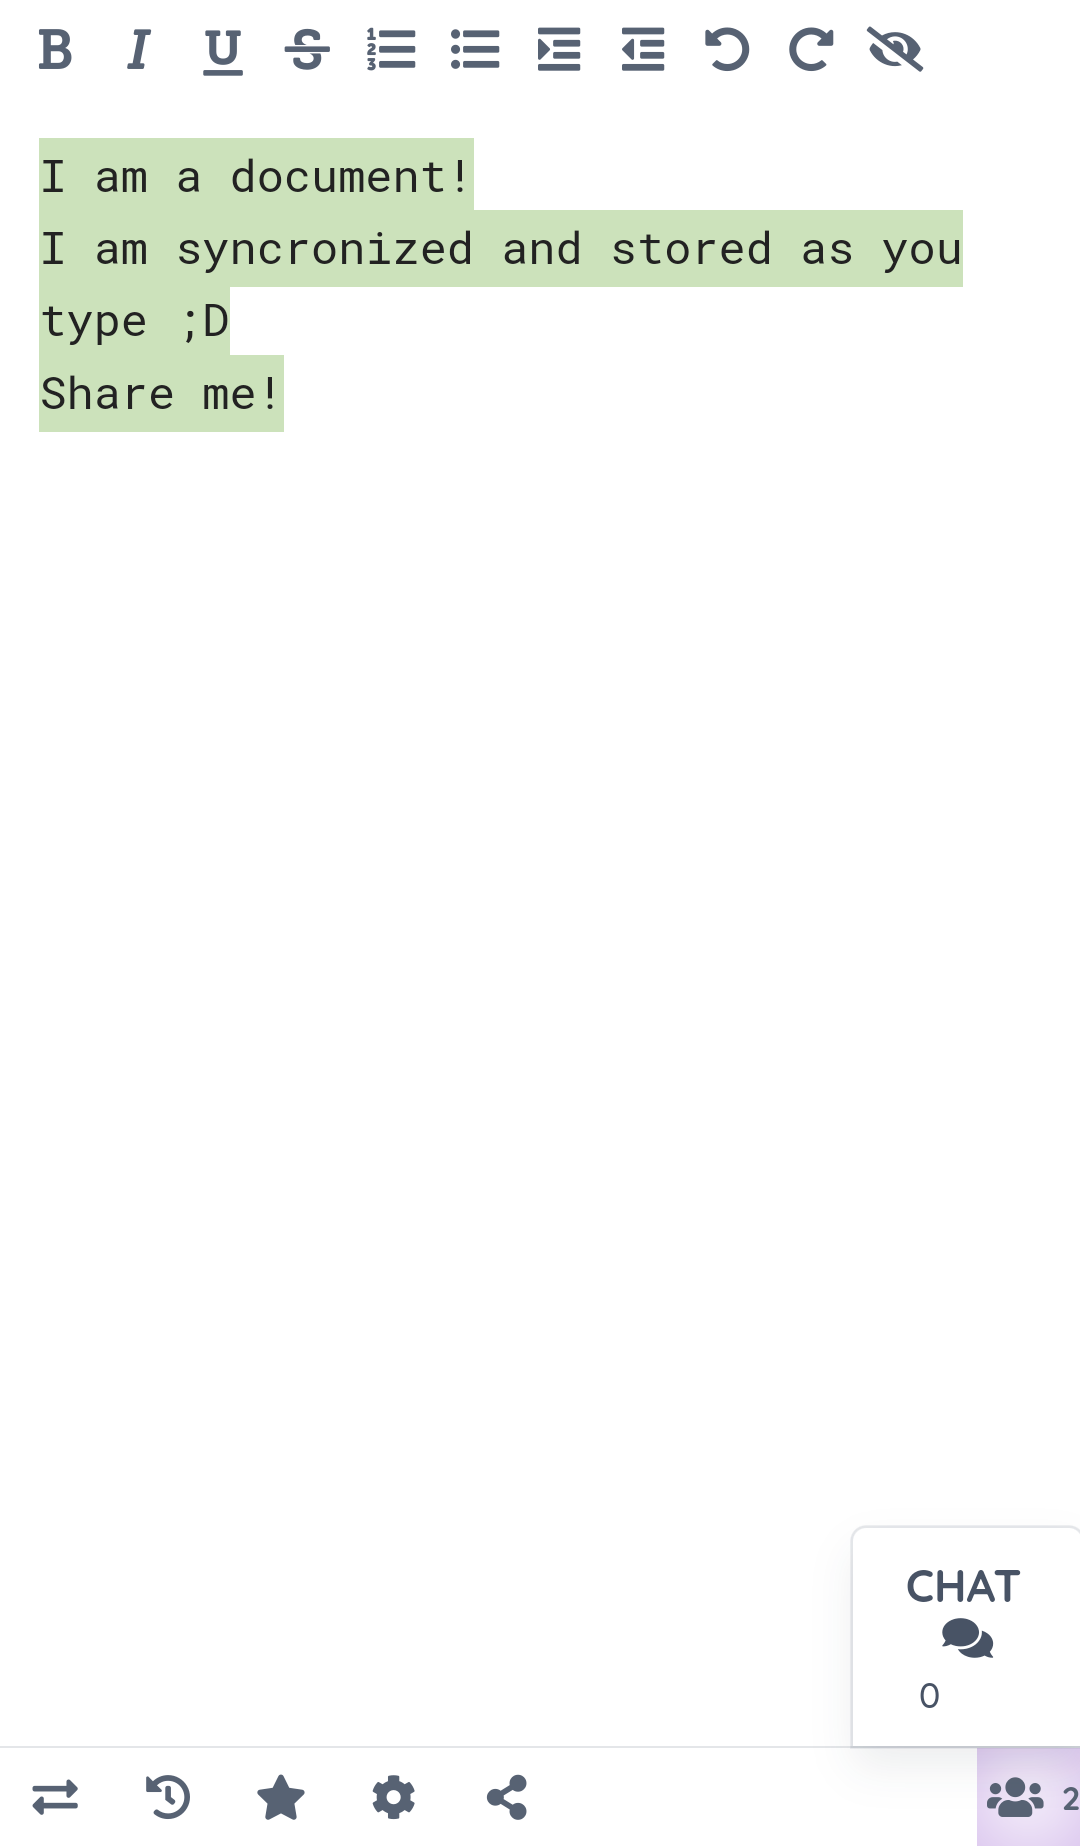 I am a document!
I am syncronized and stored as you
type ;D
Share me!
CHAT
0
2